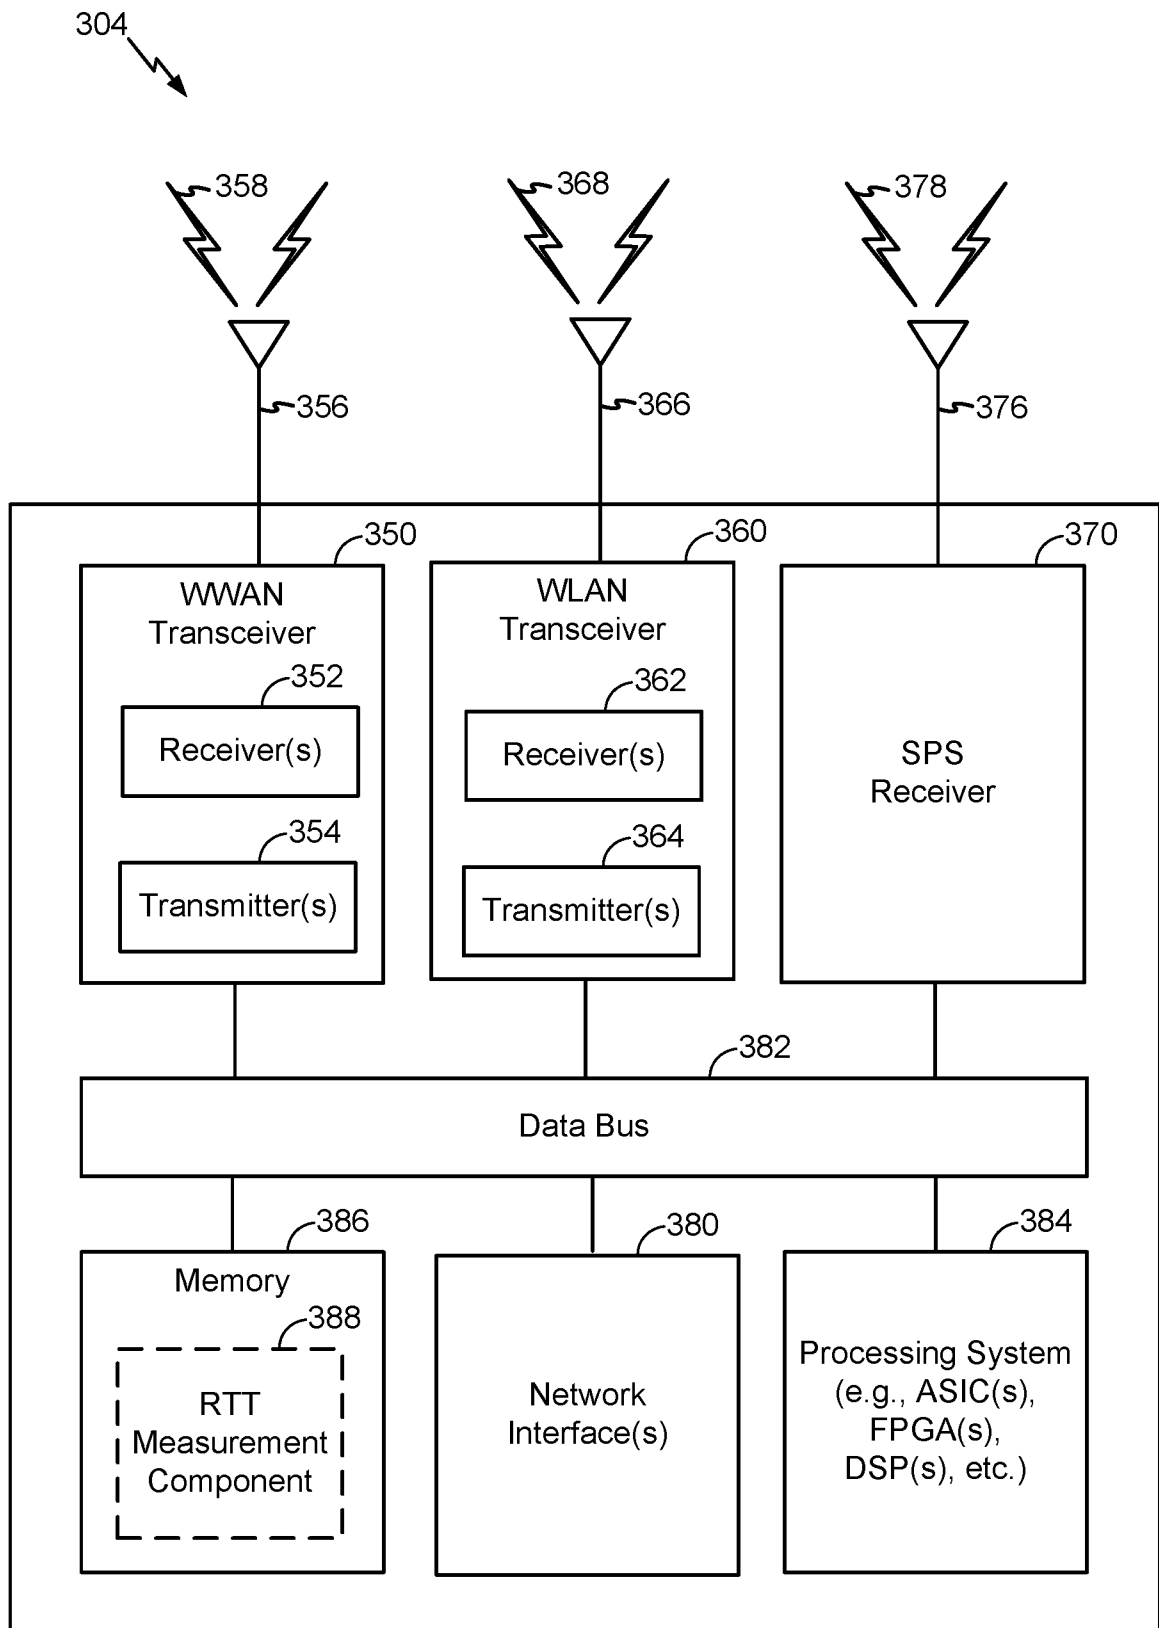 304
358
368
378
356
366
376
350
360
370
WWAN
Transceiver
WLAN
Transceiver
352
Receiver(s)
362
Receiver(s)
SPS
Receiver
354
Transmitter(s)
364
Transmitter(s)
382
Data Bus
386
380
384
Memory
388
RTT
Measurement
Component
Network
Interface(s)
Processing System
(e.g., ASIC(s),
FPGA(s),
DSP(s), etc.)